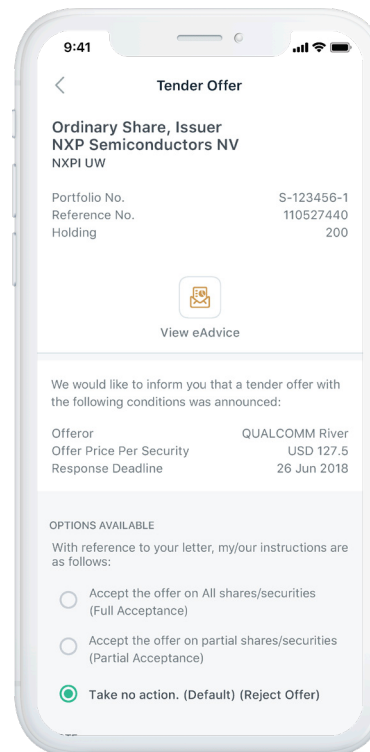 9:41
Tender Offer
Ordinary Share, Issuer
NXP Semiconductors NV
NXPI UW
Portfolio No. S-123456-1
Reference No. 110527440
Holding 200
View eAdvice
We would like to inform you that a tender offer with
the following conditions was announced:
Offeror QUALCOMM River
Offer Price Per Security USD 127.5
Response Deadline 26 Jun 2018
OPTIONS AVAILABLE
With reference to your letter, my/our instructions are
as follows:
Accept the offer on All shares/securities
(Full Acceptance)
Accept the offer on partial shares/securities
(Partial Acceptance)
Take no action. (Default) (Reject Offer)